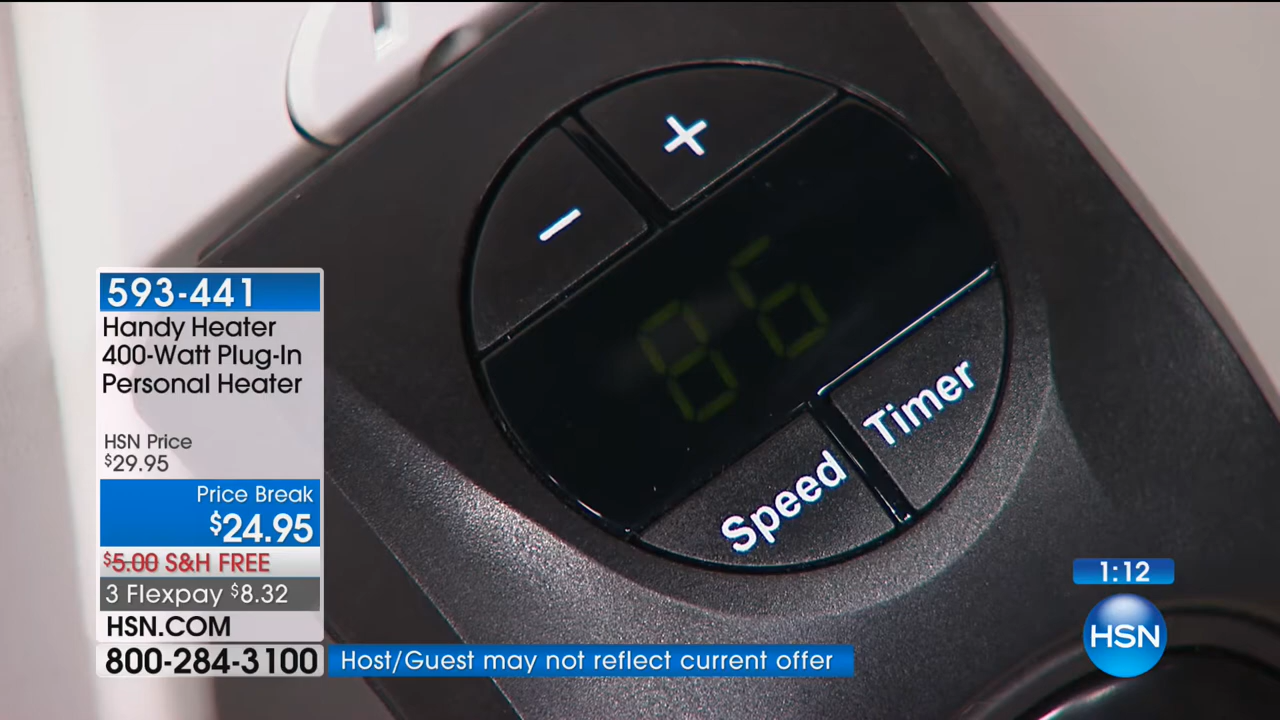 +
-
86
Speed
Timer
593-441
Handy Heater
400-Watt Plug-In
Personal Heater
HSN Price
$29.95
Price Break
$24.95
$5.00 S&H FREE
3 Flexpay $8.32
HSN.COM
800-284-3100
Host/Guest may not reflect current offer
1:12
HSN